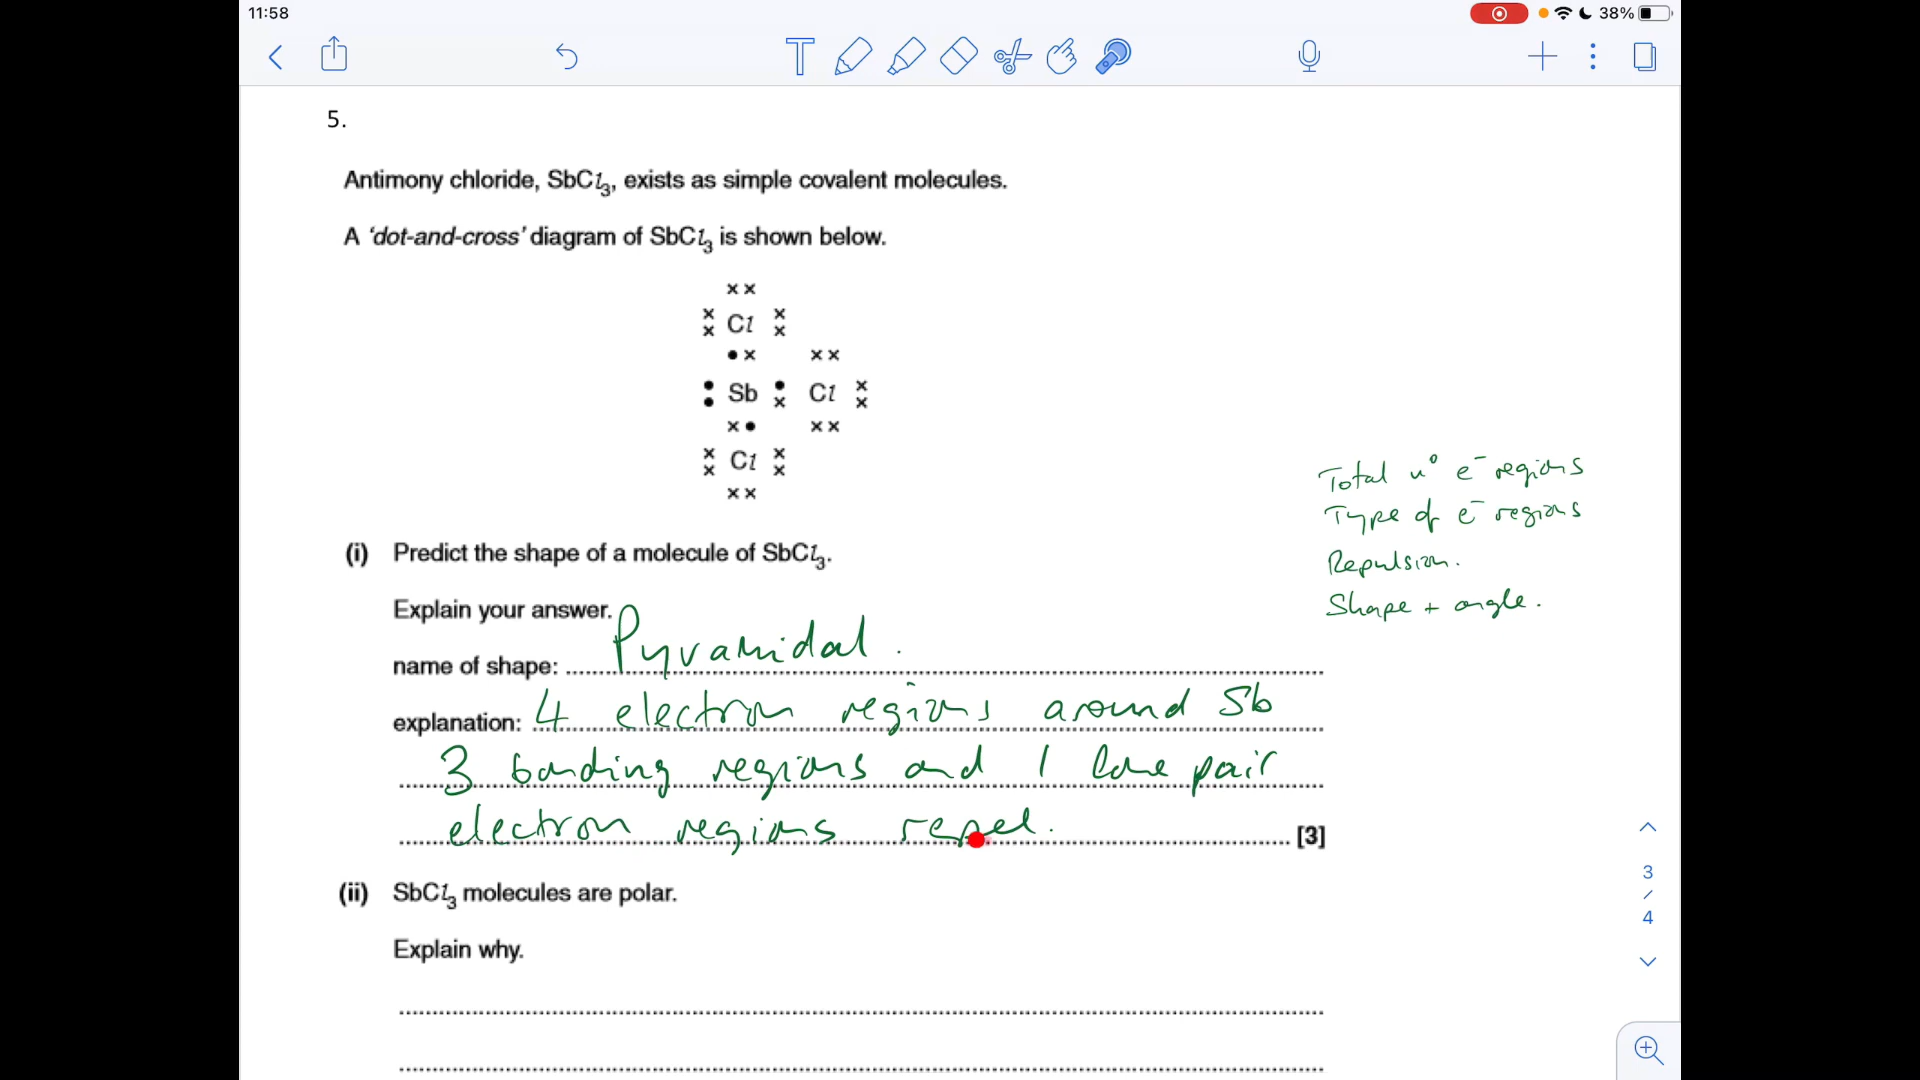 11:58
38%
5.
Antimony chloride, SbCl₃, exists as simple covalent molecules.
A ‘dot-and-cross’ diagram of SbCl₃ is shown below.
×× 
× Cl ×
× ×
•× ××
• Sb • Cl ×
• × ×
×• ××
× Cl ×
× ×
××
Total nº e⁻ regions
Type of e⁻ regions
Repulsion.
Shape + angle.
(i) Predict the shape of a molecule of SbCl₃.
Explain your answer.
name of shape: Pyramidal.
explanation: 4 electron regions around Sb
3 bonding regions and 1 lone pair
electron regions repel. [3]
(ii) SbCl₃ molecules are polar.
Explain why.
3
/
4